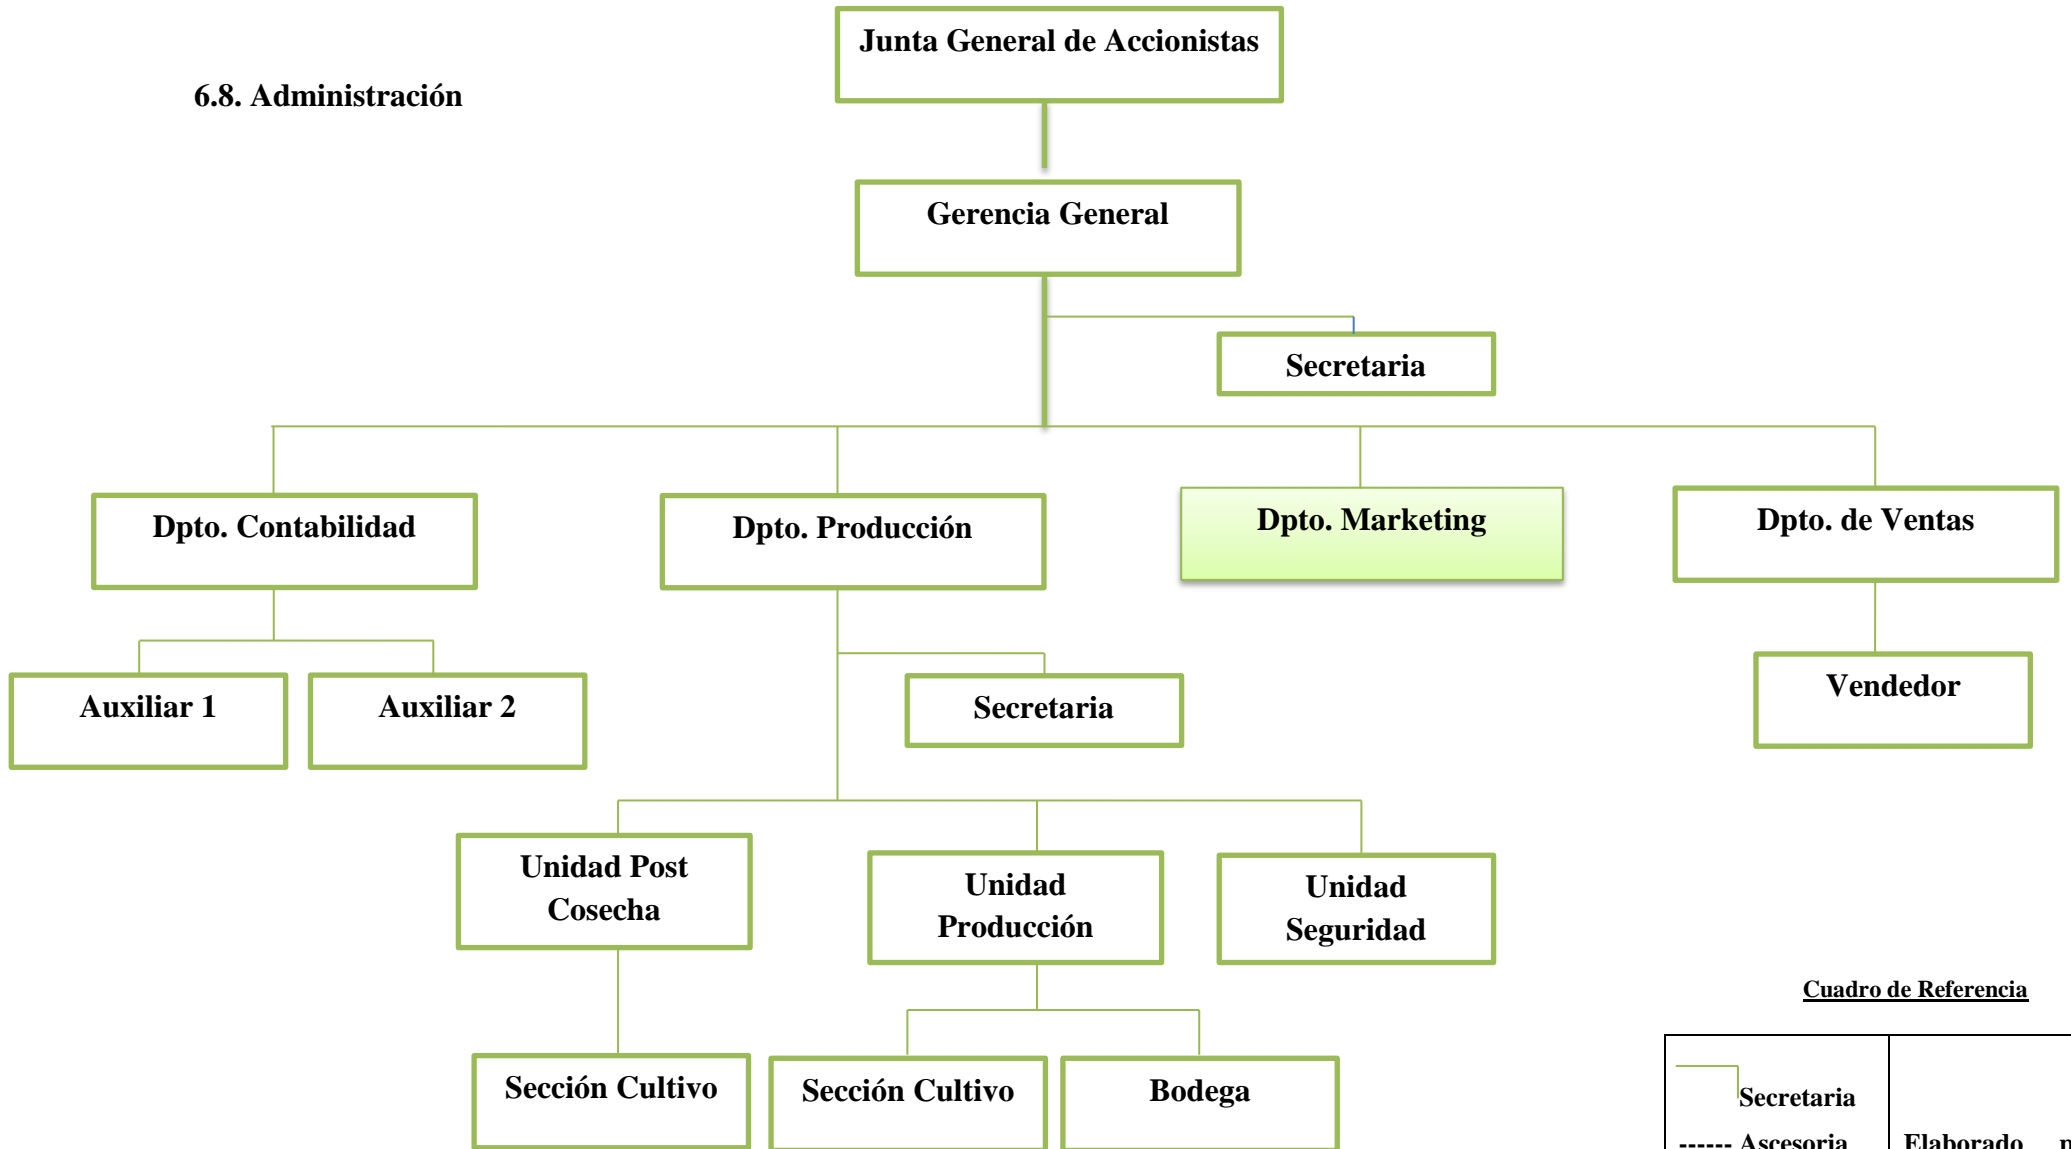 Junta General de Accionistas
6.8. Administración
Gerencia General
Secretaria
Dpto. Contabilidad
Dpto. Producción
Dpto. Marketing
Dpto. de Ventas
Auxiliar 1
Auxiliar 2
Secretaria
Vendedor
Unidad Post
Cosecha
Unidad
Producción
Unidad
Seguridad
Cuadro de Referencia
Sección Cultivo
Sección Cultivo
Bodega
Secretaria
------ Ascesoria
Elaborado